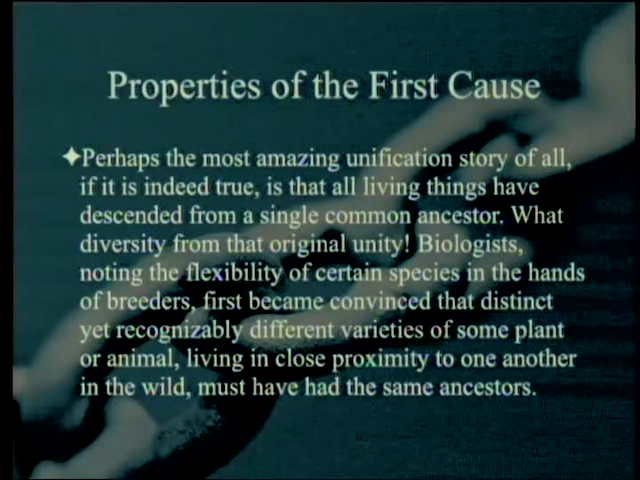 Properties of the First Cause
✦Perhaps the most amazing unification story of all,
if it is indeed true, is that all living things have
descended from a single common ancestor. What
diversity from that original unity! Biologists,
noting the flexibility of certain species in the hands
of breeders, first became convinced that distinct
yet recognizably different varieties of some plant
or animal, living in close proximity to one another
in the wild, must have had the same ancestors.